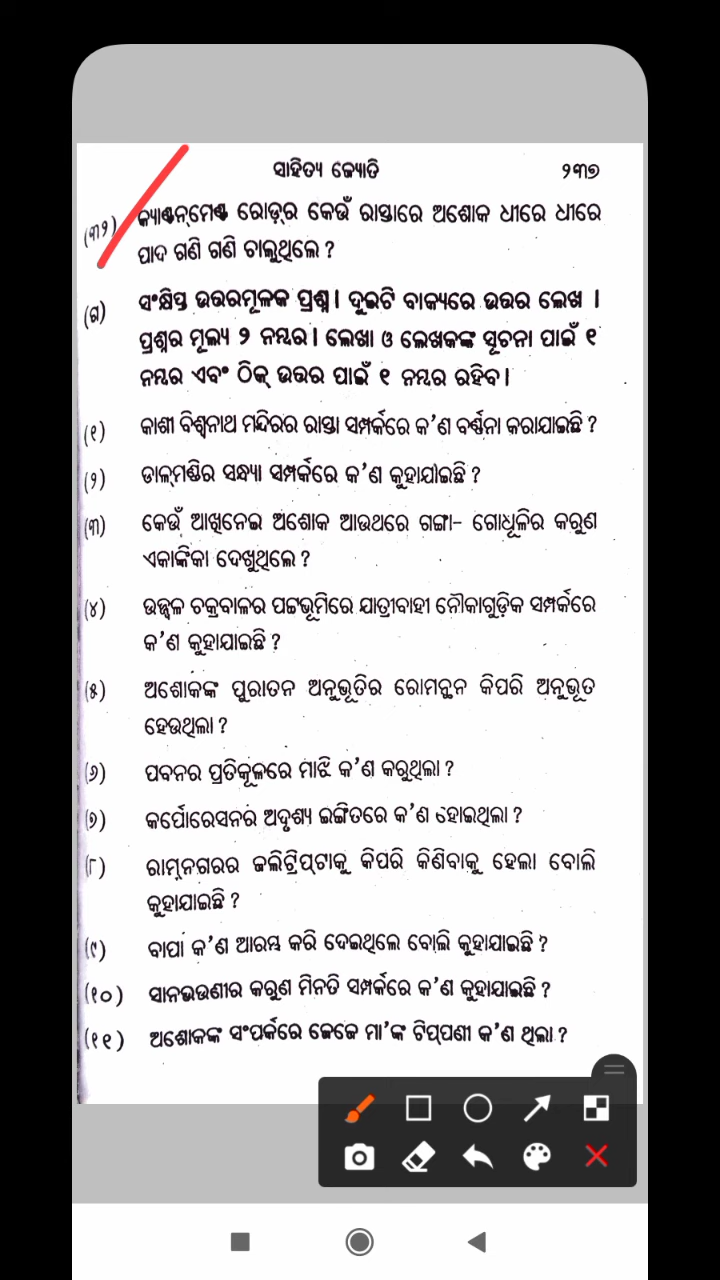 ସାହିତ୍ୟ ଜ୍ୟୋତି ୨୩୭
(୩୨) କ୍ୟାଣ୍ଟନ୍‌ମେଣ୍ଟ ରୋଡ଼୍‌ର କେଉଁ ରାସ୍ତାରେ ଅଶୋକ ଧୀରେ ଧୀରେ
ପାଦ ଗଣି ଗଣି ଚାଲୁଥିଲେ ?
(ଗ) ସଂକ୍ଷିପ୍ତ ଉତ୍ତରମୂଳକ ପ୍ରଶ୍ନ। ଦୁଇଟି ବାକ୍ୟରେ ଉତ୍ତର ଲେଖ ।
ପ୍ରଶ୍ନର ମୂଲ୍ୟ ୨ ନମ୍ବର। ଲେଖା ଓ ଲେଖକଙ୍କ ସୂଚନା ପାଇଁ ୧
ନମ୍ବର ଏବଂ ଠିକ୍ ଉତ୍ତର ପାଇଁ ୧ ନମ୍ବର ରହିବ।
(୧) କାଶୀ ବିଶ୍ୱନାଥ ମନ୍ଦିରର ରାସ୍ତା ସମ୍ପର୍କରେ କ’ଣ ବର୍ଣ୍ଣନା କରାଯାଇଛି ?
(୨) ଡାଲ୍‌ମଣ୍ଡିର ସନ୍ଧ୍ୟା ସମ୍ପର୍କରେ କ’ଣ କୁହାଯାଇଛି ?
(୩) କେଉଁ ଆଖିନେଇ ଅଶୋକ ଆଉଥରେ ଗଙ୍ଗା- ଗୋଧୂଳିର କରୁଣ
ଏକାଙ୍କିକା ଦେଖୁଥିଲେ ?
(୪) ଉଜ୍ଜ୍ୱଳ ଚକ୍ରବାଳର ପଟ୍ଟଭୂମିରେ ଯାତ୍ରୀବାହୀ ନୌକାଗୁଡ଼ିକ ସମ୍ପର୍କରେ
କ’ଣ କୁହାଯାଇଛି ?
(୫) ଅଶୋକଙ୍କ ପୁରାତନ ଅନୁଭୂତିର ରୋମନ୍ଥନ କିପରି ଅନୁଭୂତ
ହେଉଥିଲା ?
(୬) ପବନର ପ୍ରତିକୂଳରେ ମାଝି କ’ଣ କରୁଥିଲା ?
(୭) କର୍ପୋରେସନର ଅଦୃଶ୍ୟ ଇଙ୍ଗିତରେ କ’ଣ ହୋଇଥିଲା ?
(୮) ରାମ୍‌ନଗରର ଜଲିଟ୍ରିପ୍‌ଟାକୁ କିପରି କିଣିବାକୁ ହେଲା ବୋଲି
କୁହାଯାଇଛି ?
(୯) ବାପା କ’ଣ ଆରମ୍ଭ କରି ଦେଇଥିଲେ ବୋଲି କୁହାଯାଇଛି ?
(୧୦) ସାନଭଉଣୀର କରୁଣ ମିନତି ସମ୍ପର୍କରେ କ’ଣ କୁହାଯାଇଛି ?
(୧୧) ଅଶୋକଙ୍କ ସଂପର୍କରେ ଜେଜେ ମା’ଙ୍କ ଟିପ୍‌ପଣୀ କ’ଣ ଥିଲା ?